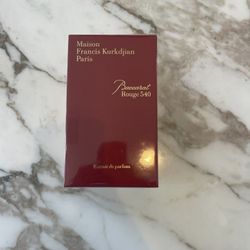 Maison
Francis Kurkdjian
Paris
Baccarat
Rouge 540
Extrait de parfum